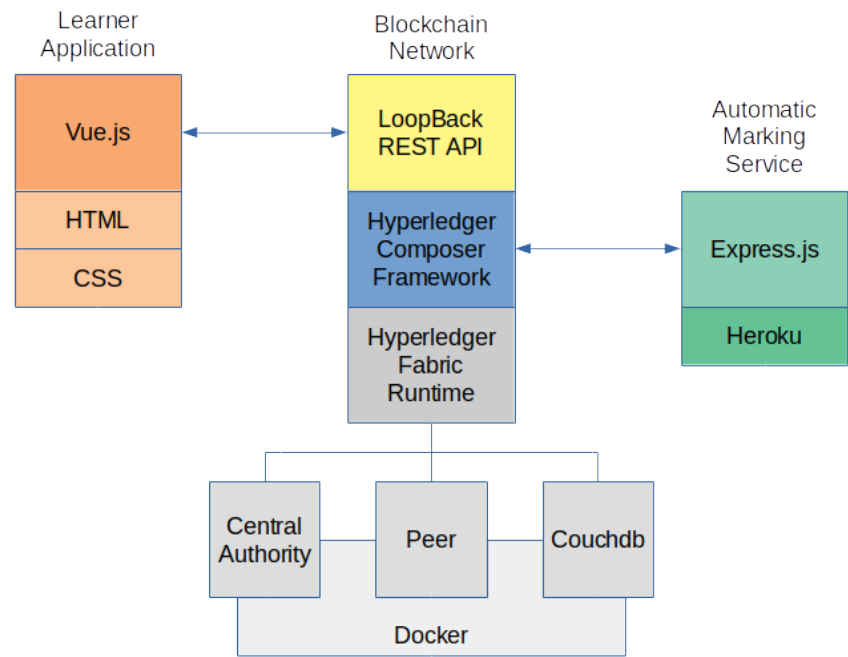 Learner
Application
Blockchain
Network
Automatic
Marking
Service
Vue.js
HTML
CSS
LoopBack
REST API
Hyperledger
Composer
Framework
Hyperledger
Fabric
Runtime
Express.js
Heroku
Central
Authority
Peer
Couchdb
Docker